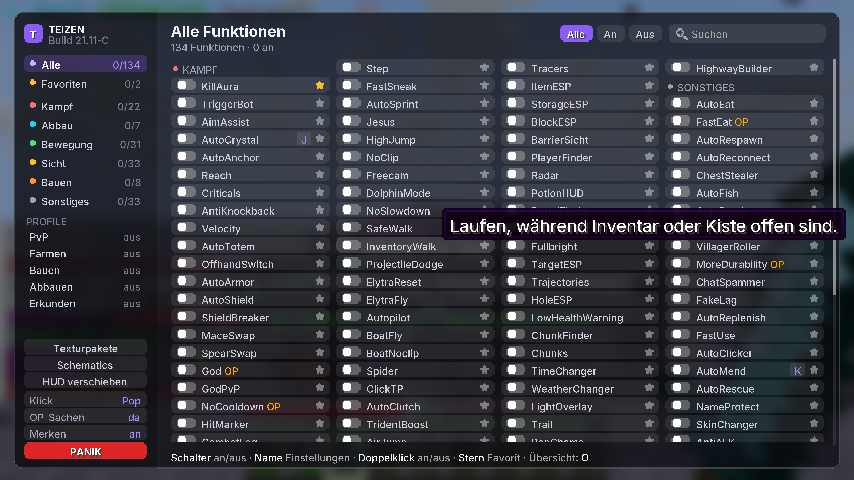 T TEIZEN
Build 21.11-C
Alle 0/134
Favoriten 0/2
Kampf 0/22
Abbau 0/7
Bewegung 0/31
Sicht 0/33
Bauen 0/8
Sonstiges 0/33
PROFILE
PvP aus
Farmen aus
Bauen aus
Abbauen aus
Erkunden aus
Texturpakete
Schematics
HUD verschieben
Klick Pop
OP-Sachen da
Merken an
PANIK
Alle Funktionen
134 Funktionen · 0 an
Alle An Aus Suchen
KAMPF
KillAura
TriggerBot
AimAssist
AutoCrystal J
AutoAnchor
Reach
Criticals
AntiKnockback
Velocity
AutoTotem
OffhandSwitch
AutoArmor
AutoShield
ShieldBreaker
MaceSwap
SpearSwap
God OP
GodPvP
NoCooldown OP
HitMarker
Step
FastSneak
AutoSprint
Jesus
HighJump
NoClip
Freecam
DolphinMode
NoSlowdown
SafeWalk
InventoryWalk
ProjectileDodge
ElytraReset
ElytraFly
Autopilot
BoatFly
BoatNoclip
Spider
ClickTP
AutoClutch
TridentBoost
Tracers
ItemESP
StorageESP
BlockESP
BarrierSicht
PlayerFinder
Radar
PotionHUD
Laufen, während Inventar oder Kiste offen sind.
Fullbright
TargetESP
Trajectories
HoleESP
LowHealthWarning
ChunkFinder
Chunks
TimeChanger
WeatherChanger
LightOverlay
Trail
HighwayBuilder
SONSTIGES
AutoEat
FastEat OP
AutoRespawn
AutoReconnect
ChestStealer
AutoFish
VillagerRoller
MoreDurability OP
ChatSpammer
FakeLag
AutoReplenish
FastUse
AutoClicker
AutoMend K
AutoRescue
NameProtect
SkinChanger
Schalter an/aus · Name Einstellungen · Doppelklick an/aus · Stern Favorit · Übersicht: O